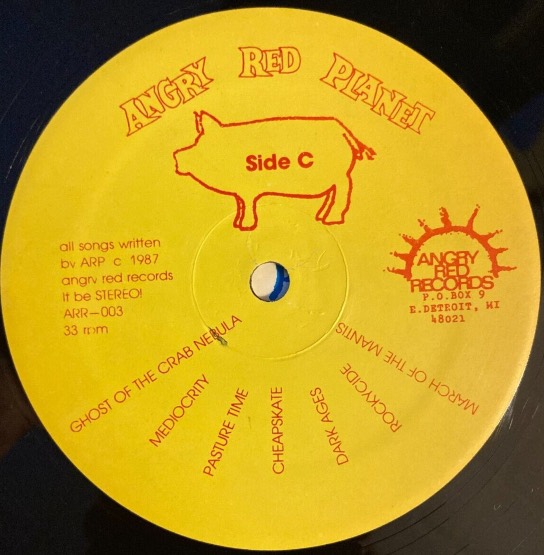 ANGRY RED PLANET
Side C
all songs written
by ARP c 1987
angry red records
It be STEREO!
ARR-003
33 rpm
ANGRY
RED
RECORDS
P.O.BOX 9
E.DETROIT, MI
48021
GHOST OF THE CRAB NEBULA
MEDIOCRITY
PASTURE TIME
CHEAPSKATE
DARK AGES
ROCKYCIDE
MARCH OF THE MANTIS